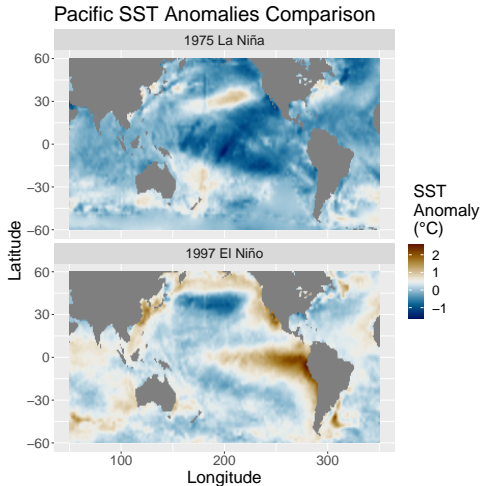 Pacific SST Anomalies Comparison
1975 La Niña
60
30
0
−30
−60
1997 El Niño
60
30
0
−30
−60
100
200
300
Longitude
Latitude
SST
Anomaly
(°C)
2
1
0
−1